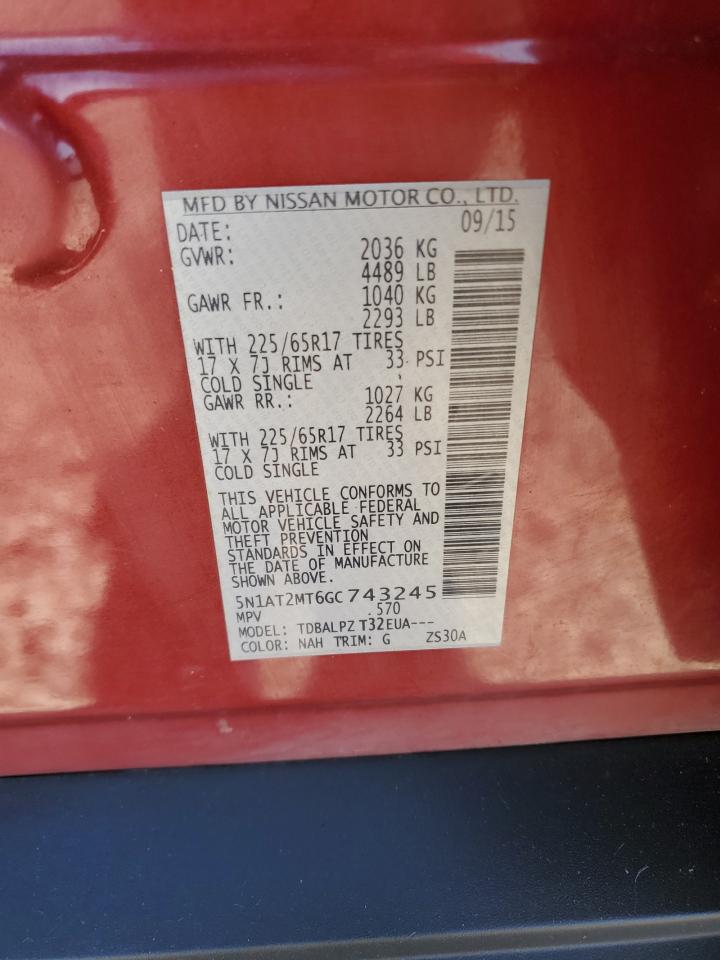 MFD BY NISSAN MOTOR CO., LTD.
DATE: 09/15
GVWR: 2036 KG
4489 LB
GAWR FR.: 1040 KG
2293 LB
WITH 225/65R17 TIRES
17 X 7J RIMS AT 33 PSI
COLD SINGLE
GAWR RR.: 1027 KG
2264 LB
WITH 225/65R17 TIRES
17 X 7J RIMS AT 33 PSI
COLD SINGLE
THIS VEHICLE CONFORMS TO
ALL APPLICABLE FEDERAL
MOTOR VEHICLE SAFETY AND
THEFT PREVENTION
STANDARDS IN EFFECT ON
THE DATE OF MANUFACTURE
SHOWN ABOVE.
5N1AT2MT6GC743245
MPV .570
MODEL: TDBALPZ T32EUA---
COLOR: NAH TRIM: G ZS30A